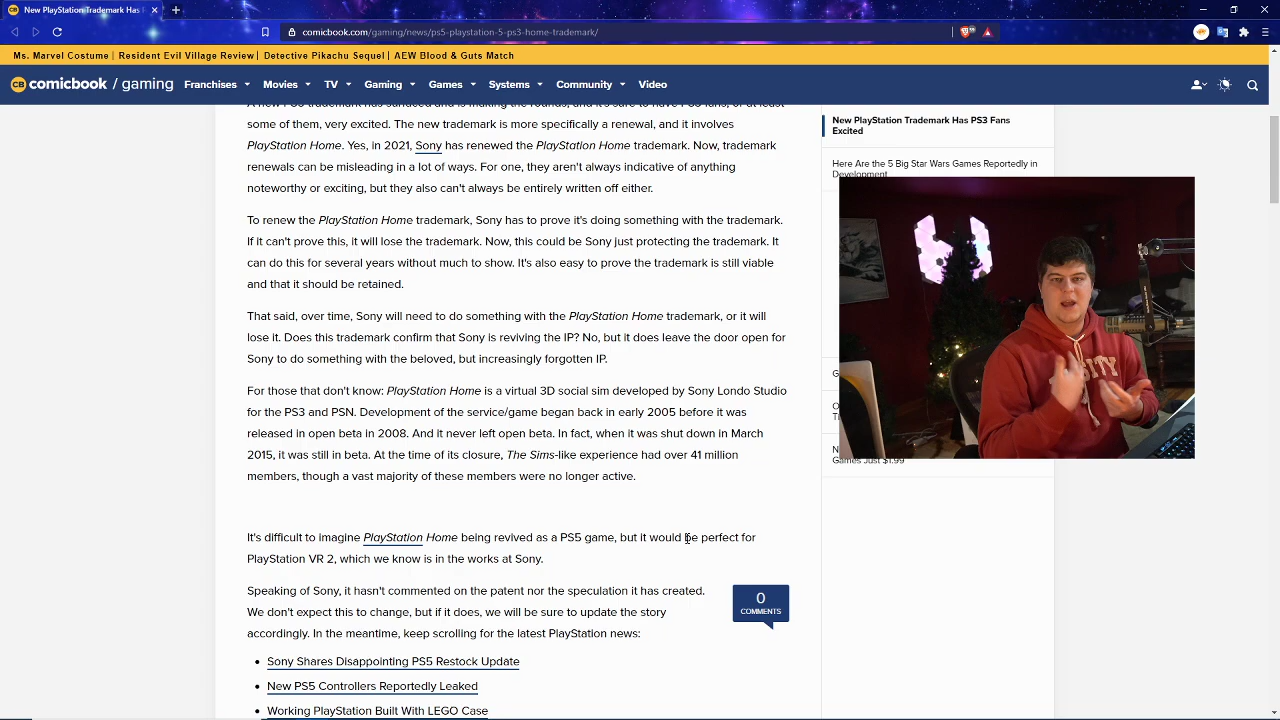 New PlayStation Trademark Has
comicbook.com/gaming/news/ps5-playstation-5-ps3-home-trademark/
Ms. Marvel Costume | Resident Evil Village Review | Detective Pikachu Sequel | AEW Blood & Guts Match
CB comicbook / gaming Franchises Movies TV Gaming Games Systems Community Video
some of them, very excited. The new trademark is more specifically a renewal, and it involves
PlayStation Home. Yes, in 2021, Sony has renewed the PlayStation Home trademark. Now, trademark
renewals can be misleading in a lot of ways. For one, they aren't always indicative of anything
noteworthy or exciting, but they also can't always be entirely written off either.
To renew the PlayStation Home trademark, Sony has to prove it's doing something with the trademark.
If it can't prove this, it will lose the trademark. Now, this could be Sony just protecting the trademark. It
can do this for several years without much to show. It's also easy to prove the trademark is still viable
and that it should be retained.
That said, over time, Sony will need to do something with the PlayStation Home trademark, or it will
lose it. Does this trademark confirm that Sony is reviving the IP? No, but it does leave the door open for
Sony to do something with the beloved, but increasingly forgotten IP.
For those that don't know: PlayStation Home is a virtual 3D social sim developed by Sony Londo Studio
for the PS3 and PSN. Development of the service/game began back in early 2005 before it was
released in open beta in 2008. And it never left open beta. In fact, when it was shut down in March
2015, it was still in beta. At the time of its closure, The Sims-like experience had over 41 million
members, though a vast majority of these members were no longer active.
It's difficult to imagine PlayStation Home being revived as a PS5 game, but it would be perfect for
PlayStation VR 2, which we know is in the works at Sony.
Speaking of Sony, it hasn't commented on the patent nor the speculation it has created.
We don't expect this to change, but if it does, we will be sure to update the story
accordingly. In the meantime, keep scrolling for the latest PlayStation news:
0
COMMENTS
Sony Shares Disappointing PS5 Restock Update
New PS5 Controllers Reportedly Leaked
Working PlayStation Built With LEGO Case
New PlayStation Trademark Has PS3 Fans
Excited
Here Are the 5 Big Star Wars Games Reportedly in
Development
Games Just $1.99